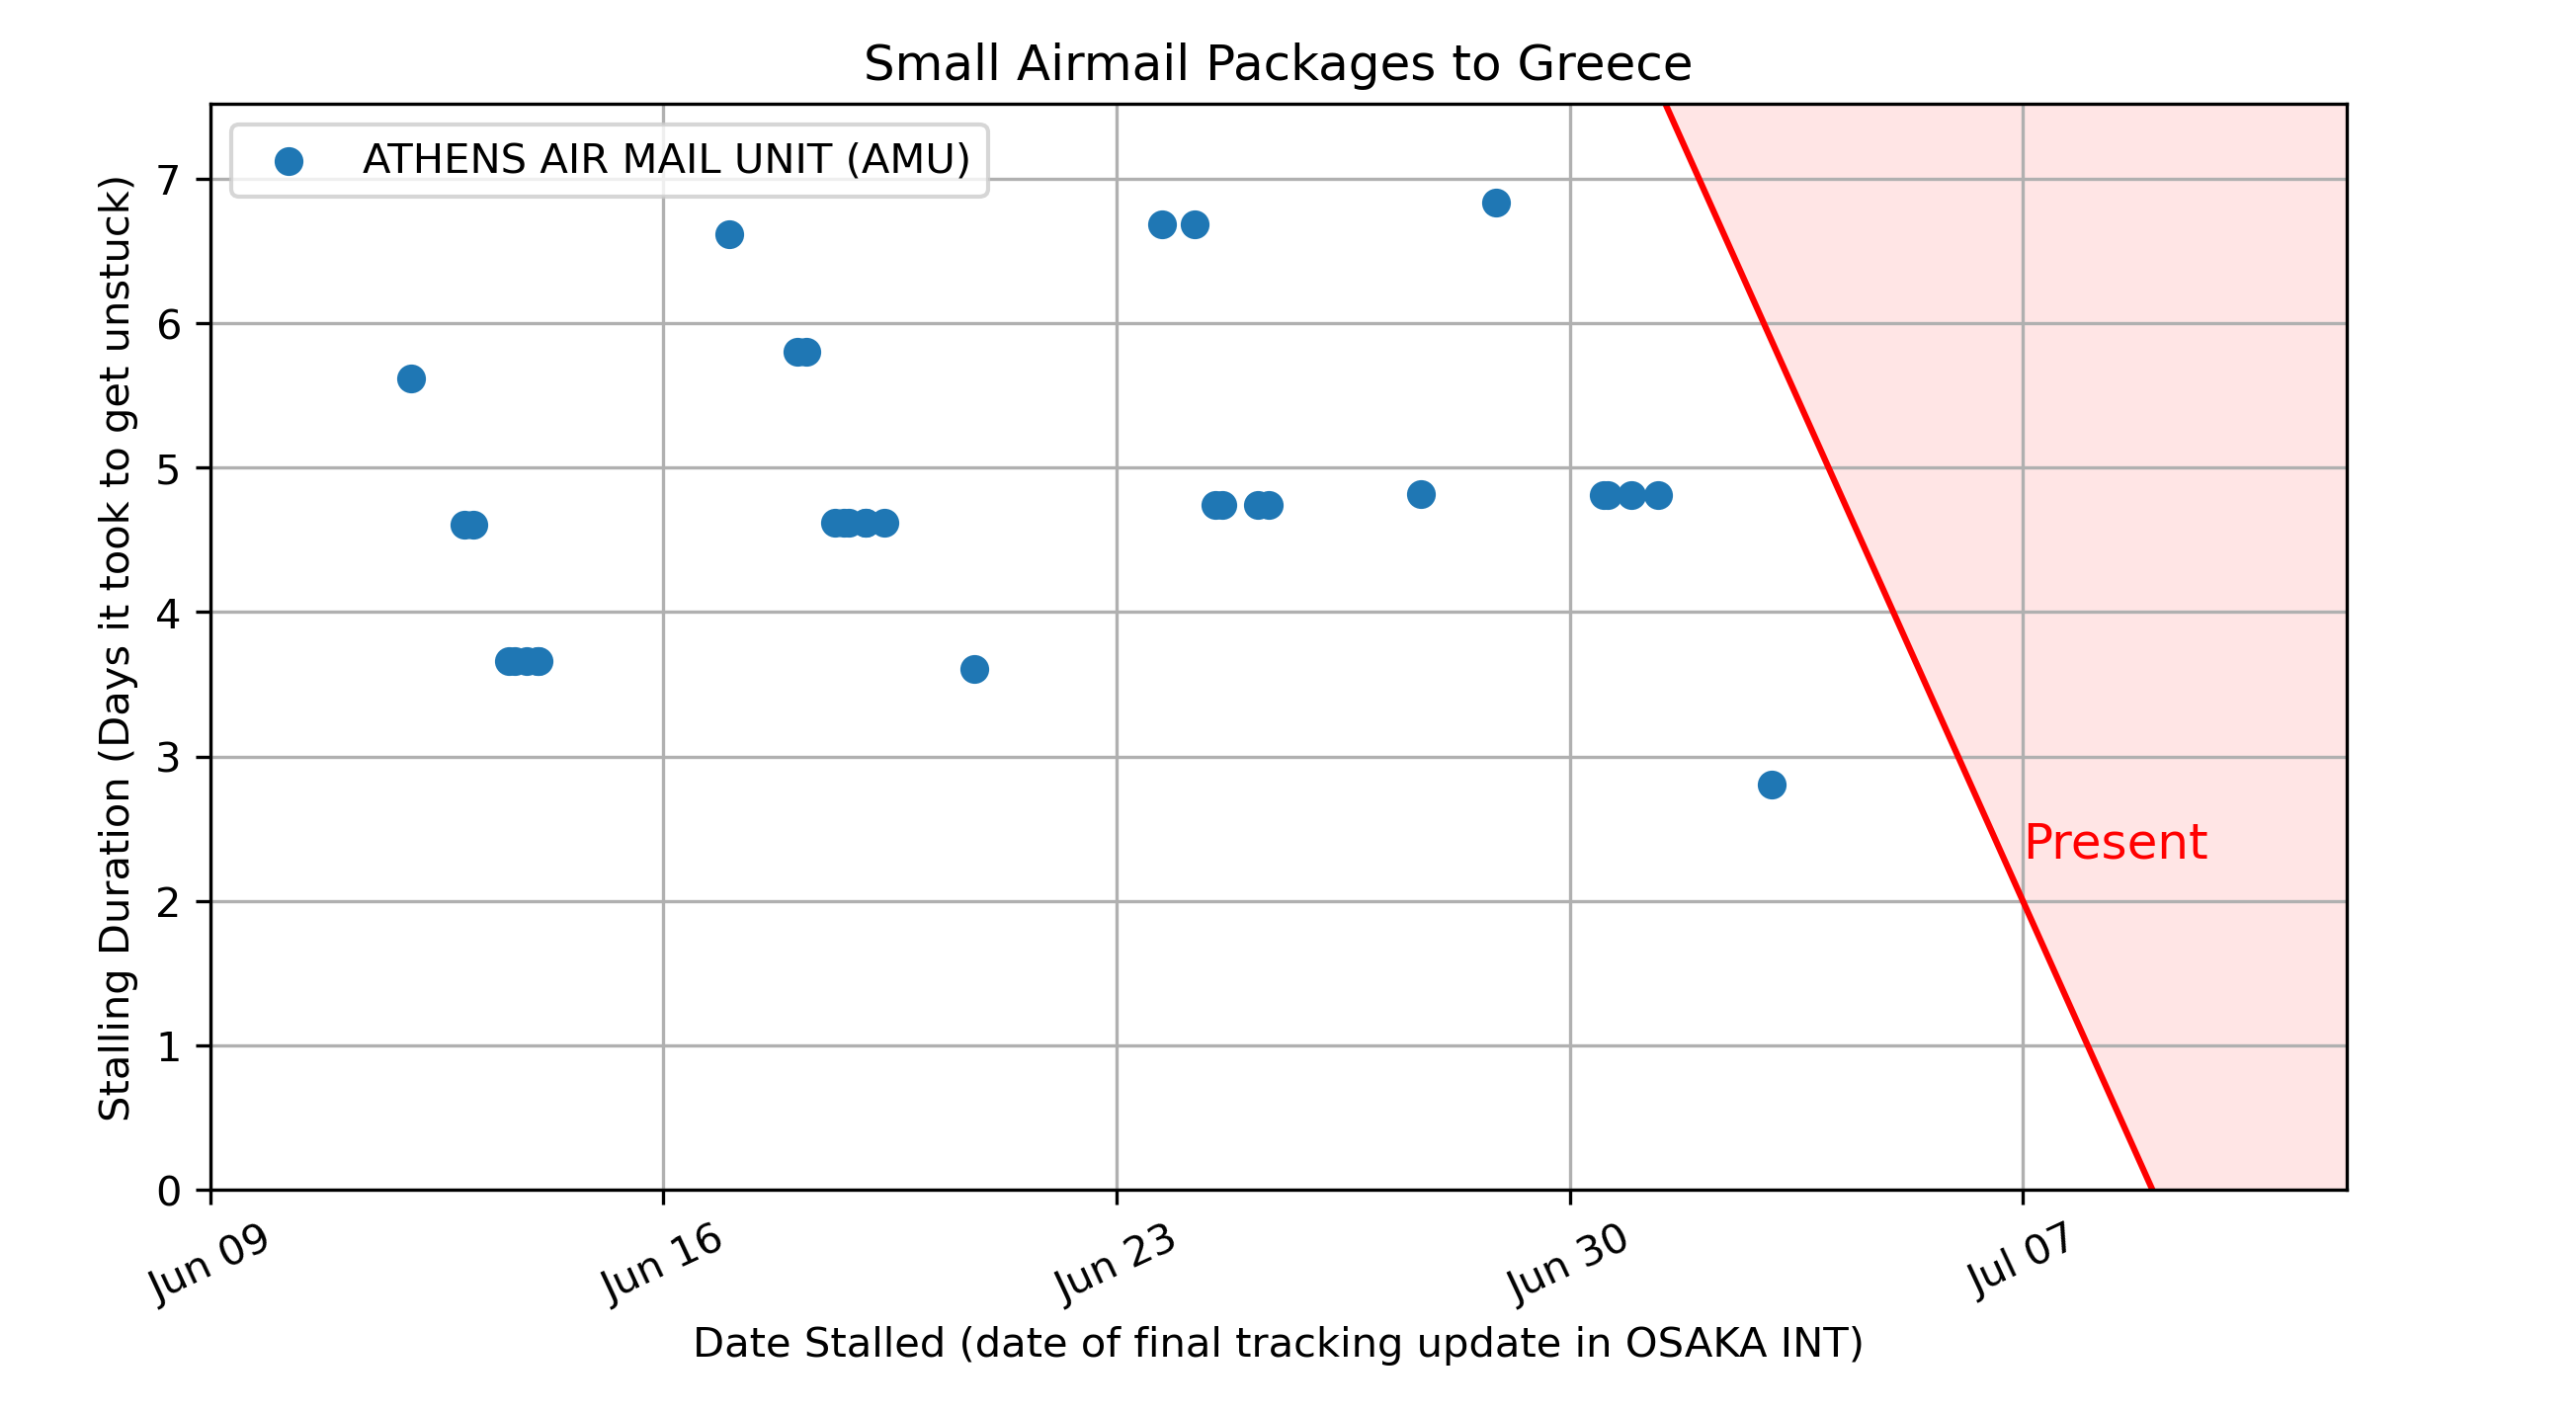 Small Airmail Packages to Greece
ATHENS AIR MAIL UNIT (AMU)
Stalling Duration (Days it took to get unstuck)
7
6
5
4
3
2
1
0
Present
Jun 09
Jun 16
Jun 23
Jun 30
Jul 07
Date Stalled (date of final tracking update in OSAKA INT)